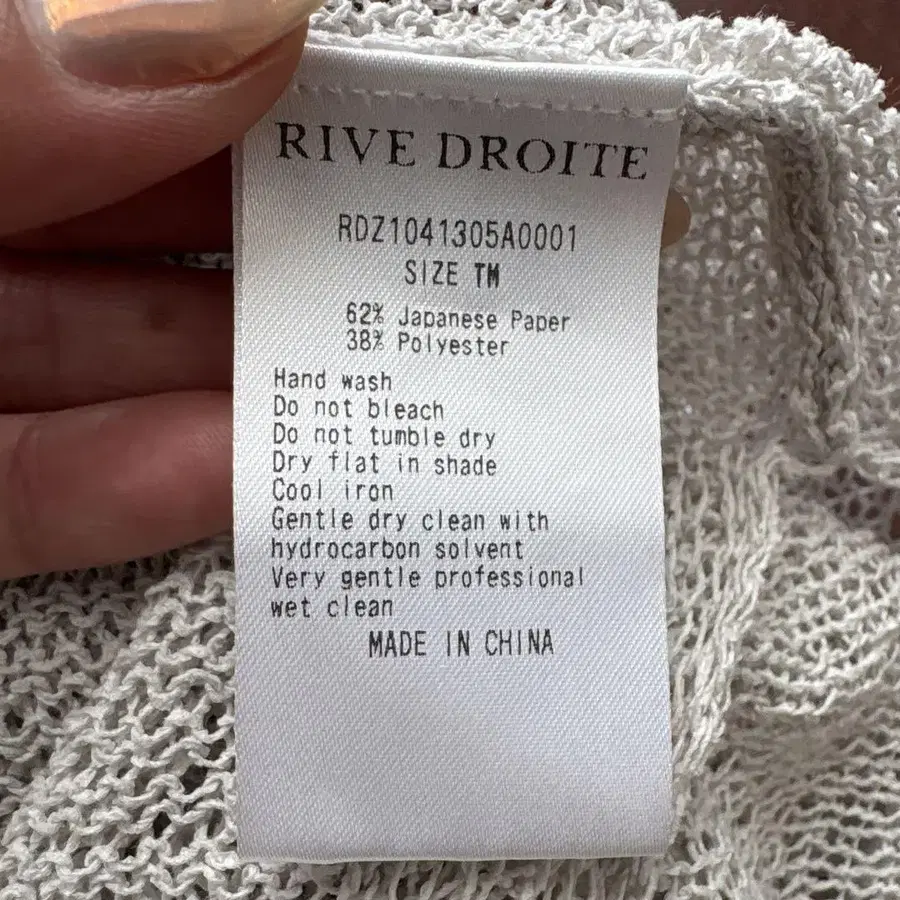 RIVE DROITE
RDZ1041305A0001
SIZE TM
62% Japanese Paper
38% Polyester
Hand wash
Do not bleach
Do not tumble dry
Dry flat in shade
Cool iron
Gentle dry clean with
hydrocarbon solvent
Very gentle professional
wet clean
MADE IN CHINA